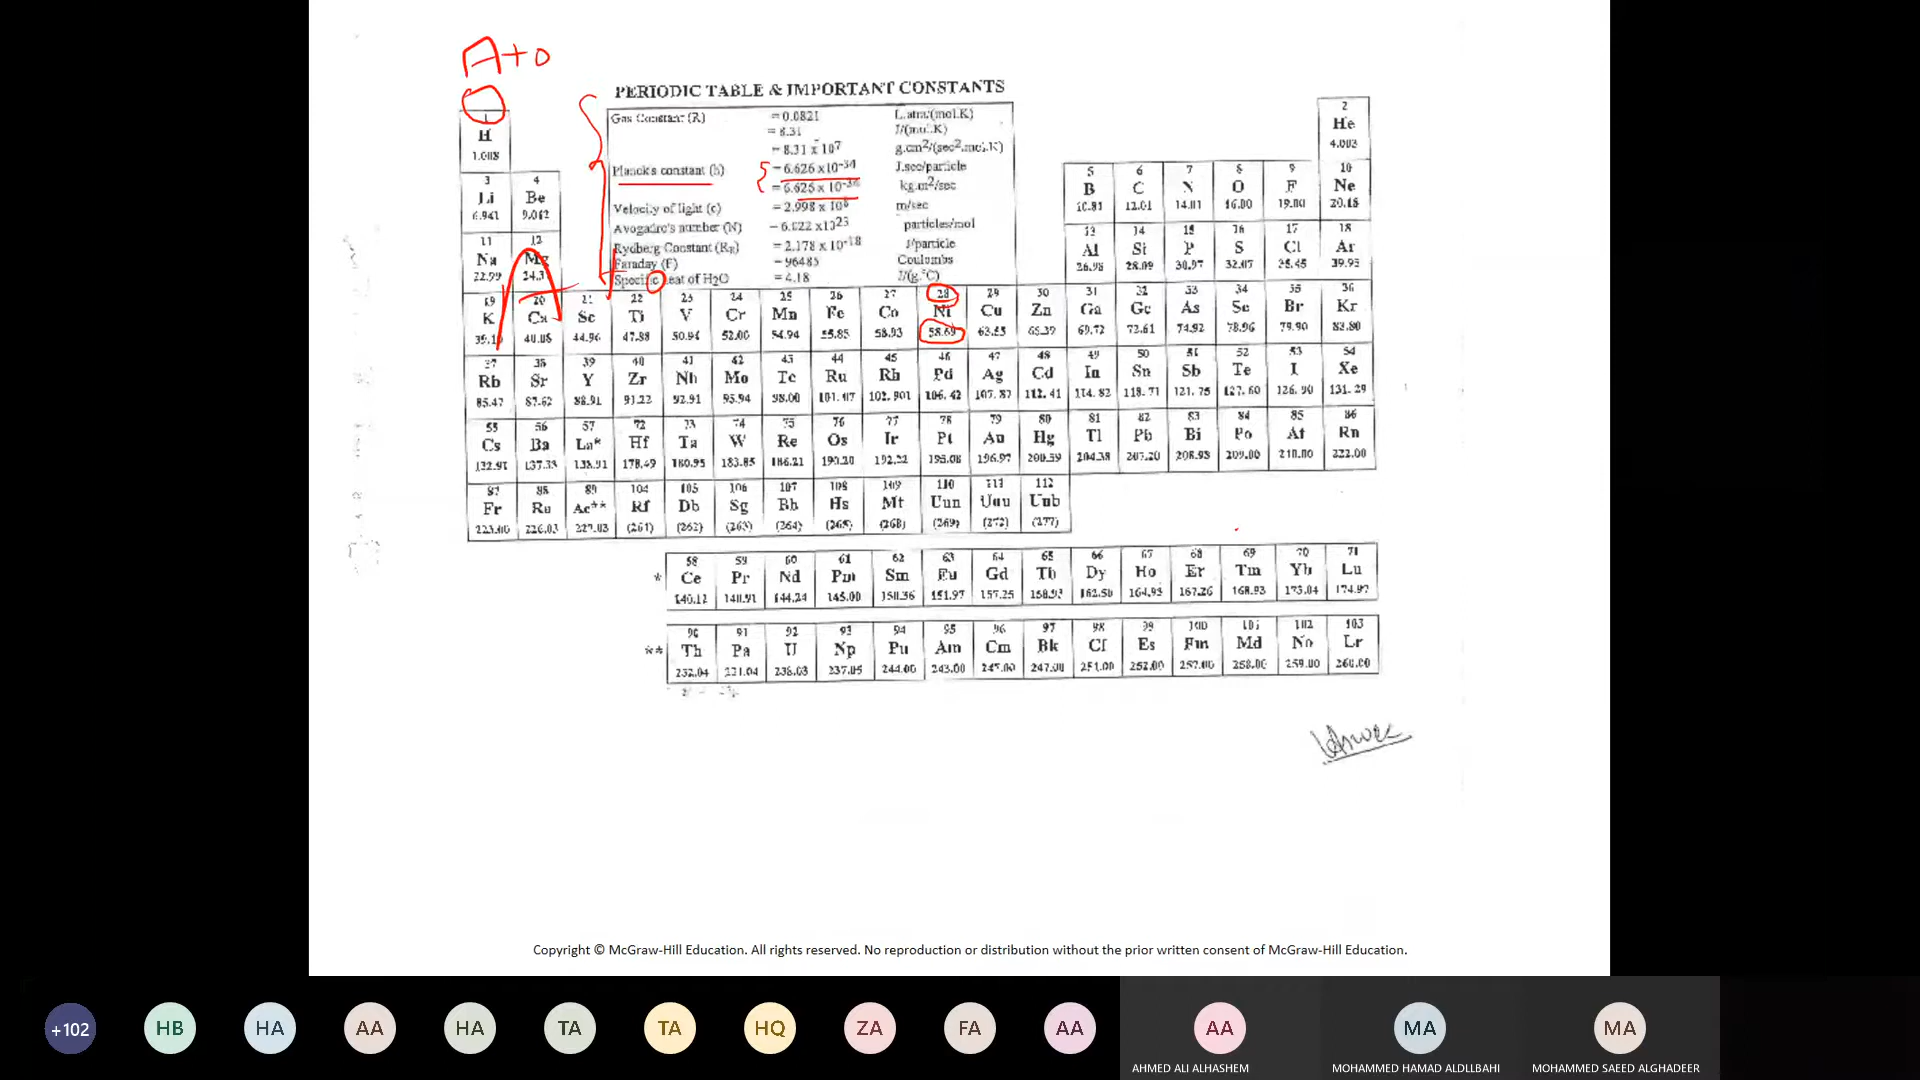 A+o
PERIODIC TABLE & IMPORTANT CONSTANTS
Gas Constant (R) = 0.0821 L.atm/(mol.K)
= 8.31 J/(mol.K)
= 8.31 x 10⁷ g.cm²/(sec².mol.K)
Planck's constant (h) = 6.626 x10⁻³⁴ J.sec/particle
= 6.626 x 10⁻³⁴ kg.m²/sec
Velocity of light (c) = 2.998 x 10⁸ m/sec
Avogadro's number (N) = 6.022 x10²³ particles/mol
Rydberg Constant (R_H) = 2.178 x 10⁻¹⁸ J/particle
Faraday (F) = 96485 Coulombs
Specific heat of H₂O = 4.18 J/(g.°C)
1 2
H He
1.008 4.003
3 4 5 6 7 8 9 10
Li Be B C N O F Ne
6.941 9.012 10.81 12.01 14.01 16.00 19.00 20.18
11 12 13 14 15 16 17 18
Na Mg Al Si P S Cl Ar
22.99 24.3 26.98 28.09 30.97 32.07 35.45 39.95
19 20 21 22 23 24 25 26 27 28 29 30 31 32 33 34 35 36
K Ca Sc Ti V Cr Mn Fe Co Ni Cu Zn Ga Ge As Se Br Kr
39.10 40.08 44.96 47.88 50.94 52.00 54.94 55.85 58.93 58.69 63.55 65.39 69.72 72.61 74.92 78.96 79.90 83.80
37 38 39 40 41 42 43 44 45 46 47 48 49 50 51 52 53 54
Rb Sr Y Zr Nb Mo Tc Ru Rh Pd Ag Cd In Sn Sb Te I Xe
85.47 87.62 88.91 91.22 92.91 95.94 98.00 101.07 102.901 106.42 107.87 112.41 114.82 118.71 121.75 127.60 126.90 131.29
55 56 57 72 73 74 75 76 77 78 79 80 81 82 83 84 85 86
Cs Ba La* Hf Ta W Re Os Ir Pt Au Hg Tl Pb Bi Po At Rn
132.91 137.33 138.91 178.49 180.95 183.85 186.21 190.20 192.22 195.08 196.97 200.59 204.38 207.20 208.98 209.00 210.00 222.00
87 88 89 104 105 106 107 108 109 110 111 112
Fr Ra Ac** Rf Db Sg Bh Hs Mt Uun Uuu Uub
223.00 226.03 227.03 (261) (262) (263) (264) (265) (268) (269) (272) (277)
58 59 60 61 62 63 64 65 66 67 68 69 70 71
* Ce Pr Nd Pm Sm Eu Gd Tb Dy Ho Er Tm Yb Lu
140.12 140.91 144.24 145.00 150.36 151.97 157.25 158.93 162.50 164.93 167.26 168.93 173.04 174.97
90 91 92 93 94 95 96 97 98 99 100 101 102 103
** Th Pa U Np Pu Am Cm Bk Cf Es Fm Md No Lr
232.04 231.04 238.03 237.05 244.00 243.00 247.00 247.00 251.00 252.00 257.00 258.00 259.00 260.00
Copyright © McGraw-Hill Education. All rights reserved. No reproduction or distribution without the prior written consent of McGraw-Hill Education.
+102 HB HA AA HA TA TA HQ ZA FA AA AA MA MA
AHMED ALI ALHASHEM MOHAMMED HAMAD ALDLLBAHI MOHAMMED SAEED ALGHADEER